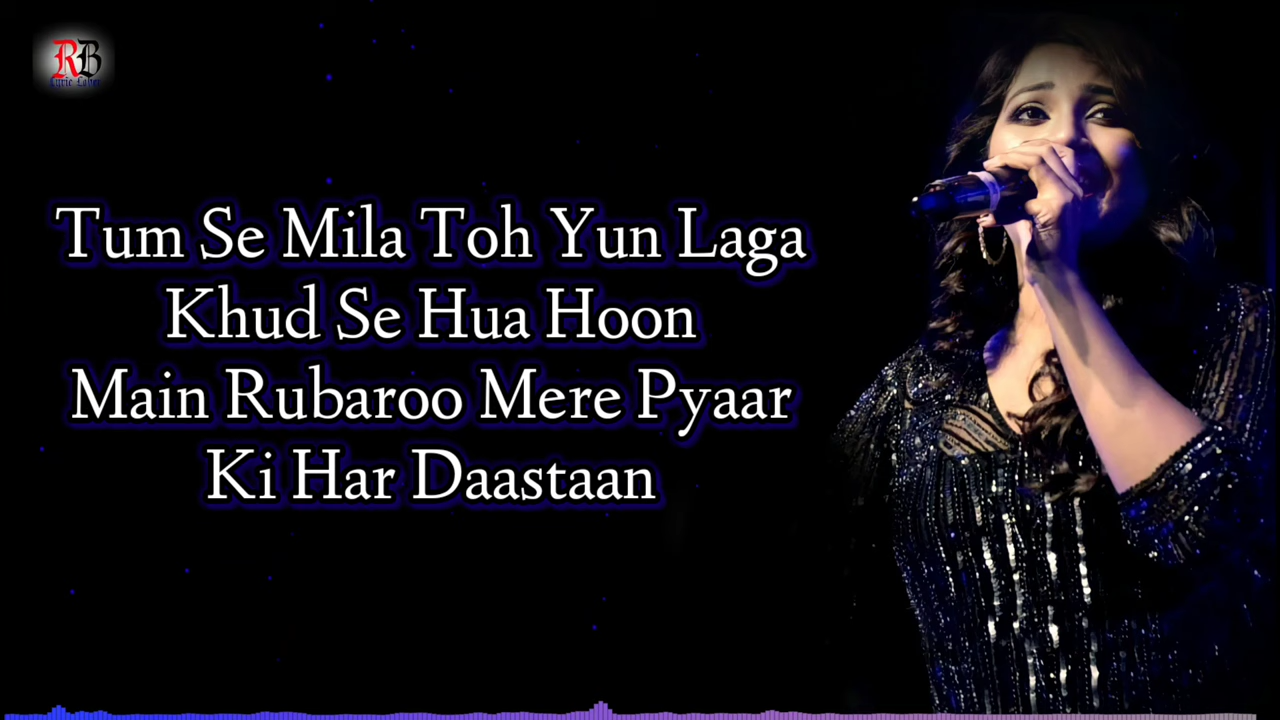 RB
Tum Se Mila Toh Yun Laga
Khud Se Hua Hoon
Main Rubaroo Mere Pyaar
Ki Har Daastaan